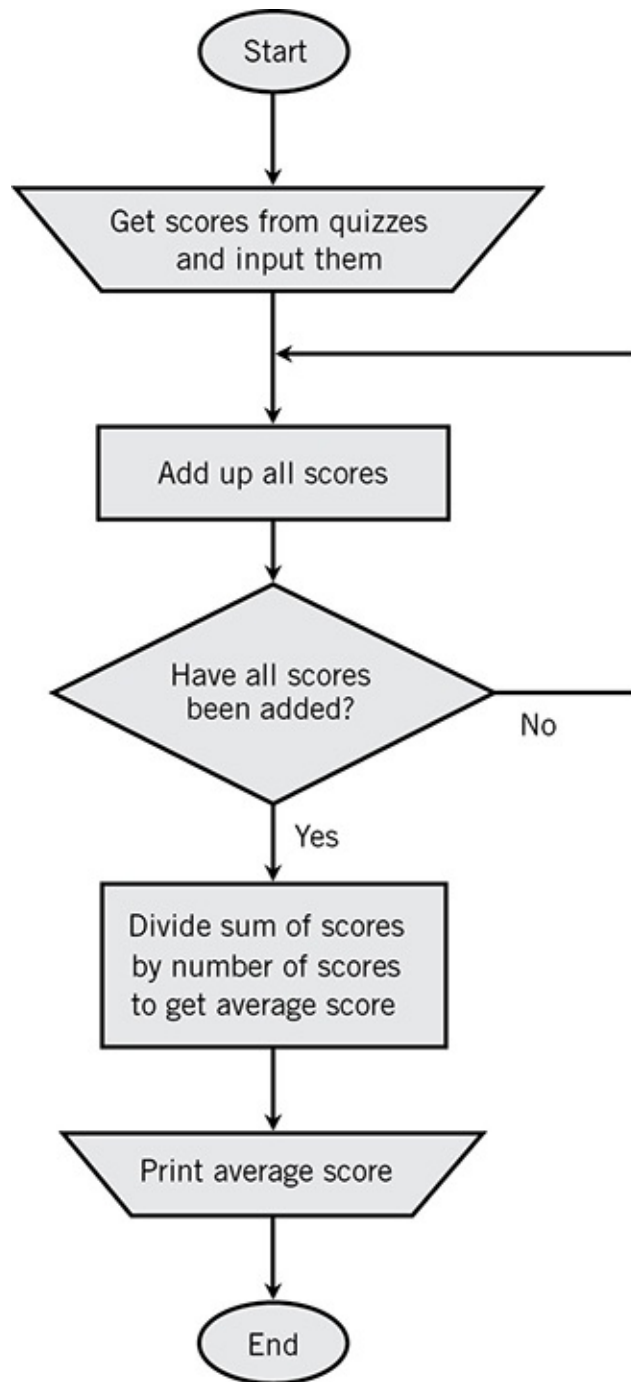 Start
Get scores from quizzes
and input them
Add up all scores
Have all scores
been added?
No
Yes
Divide sum of scores
by number of scores
to get average score
Print average score
End